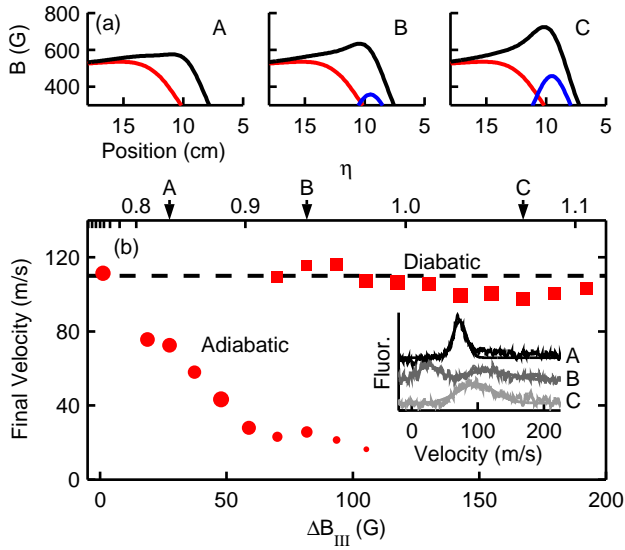 (a)
A
B
C
B (G)
800
600
400
15
10
5
15
10
5
15
10
5
Position (cm)
η
A
B
C
0.8
0.9
1.0
1.1
(b)
Final Velocity (m/s)
120
80
40
0
Diabatic
Adiabatic
Fluor.
A
B
C
0
100
200
Velocity (m/s)
0
50
100
150
200
ΔB_III (G)